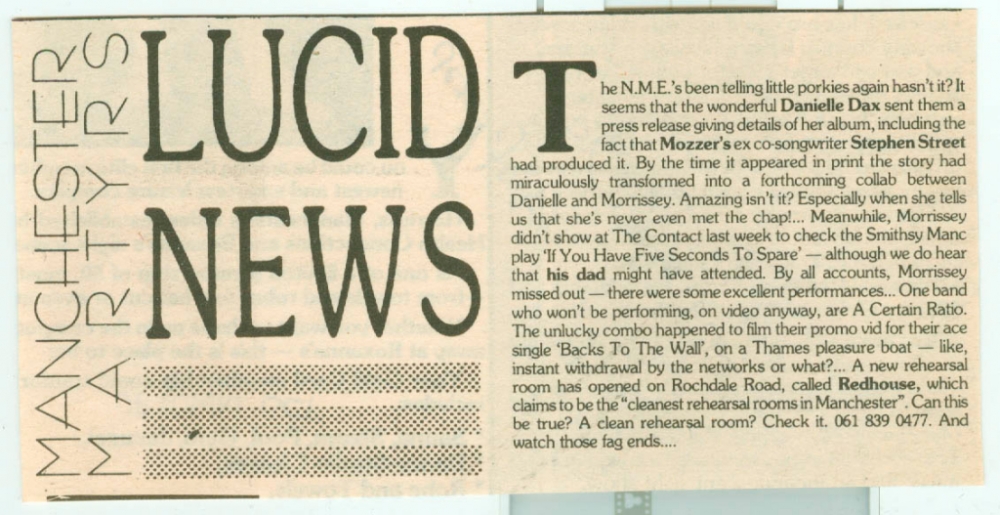 MANCHESTER
MARTYRS
LUCID
NEWS
The N.M.E.'s been telling little porkies again hasn't it? It
seems that the wonderful Danielle Dax sent them a
press release giving details of her album, including the
fact that Mozzer's ex co-songwriter Stephen Street
had produced it. By the time it appeared in print the story had
miraculously transformed into a forthcoming collab between
Danielle and Morrissey. Amazing isn't it? Especially when she tells
us that she's never even met the chap!... Meanwhile, Morrissey
didn't show at The Contact last week to check the Smithsy Manc
play 'If You Have Five Seconds To Spare' — although we do hear
that his dad might have attended. By all accounts, Morrissey
missed out — there were some excellent performances... One band
who won't be performing, on video anyway, are A Certain Ratio.
The unlucky combo happened to film their promo vid for their ace
single 'Backs To The Wall', on a Thames pleasure boat — like,
instant withdrawal by the networks or what?... A new rehearsal
room has opened on Rochdale Road, called Redhouse, which
claims to be the "cleanest rehearsal rooms in Manchester". Can this
be true? A clean rehearsal room? Check it. 061 839 0477. And
watch those fag ends....